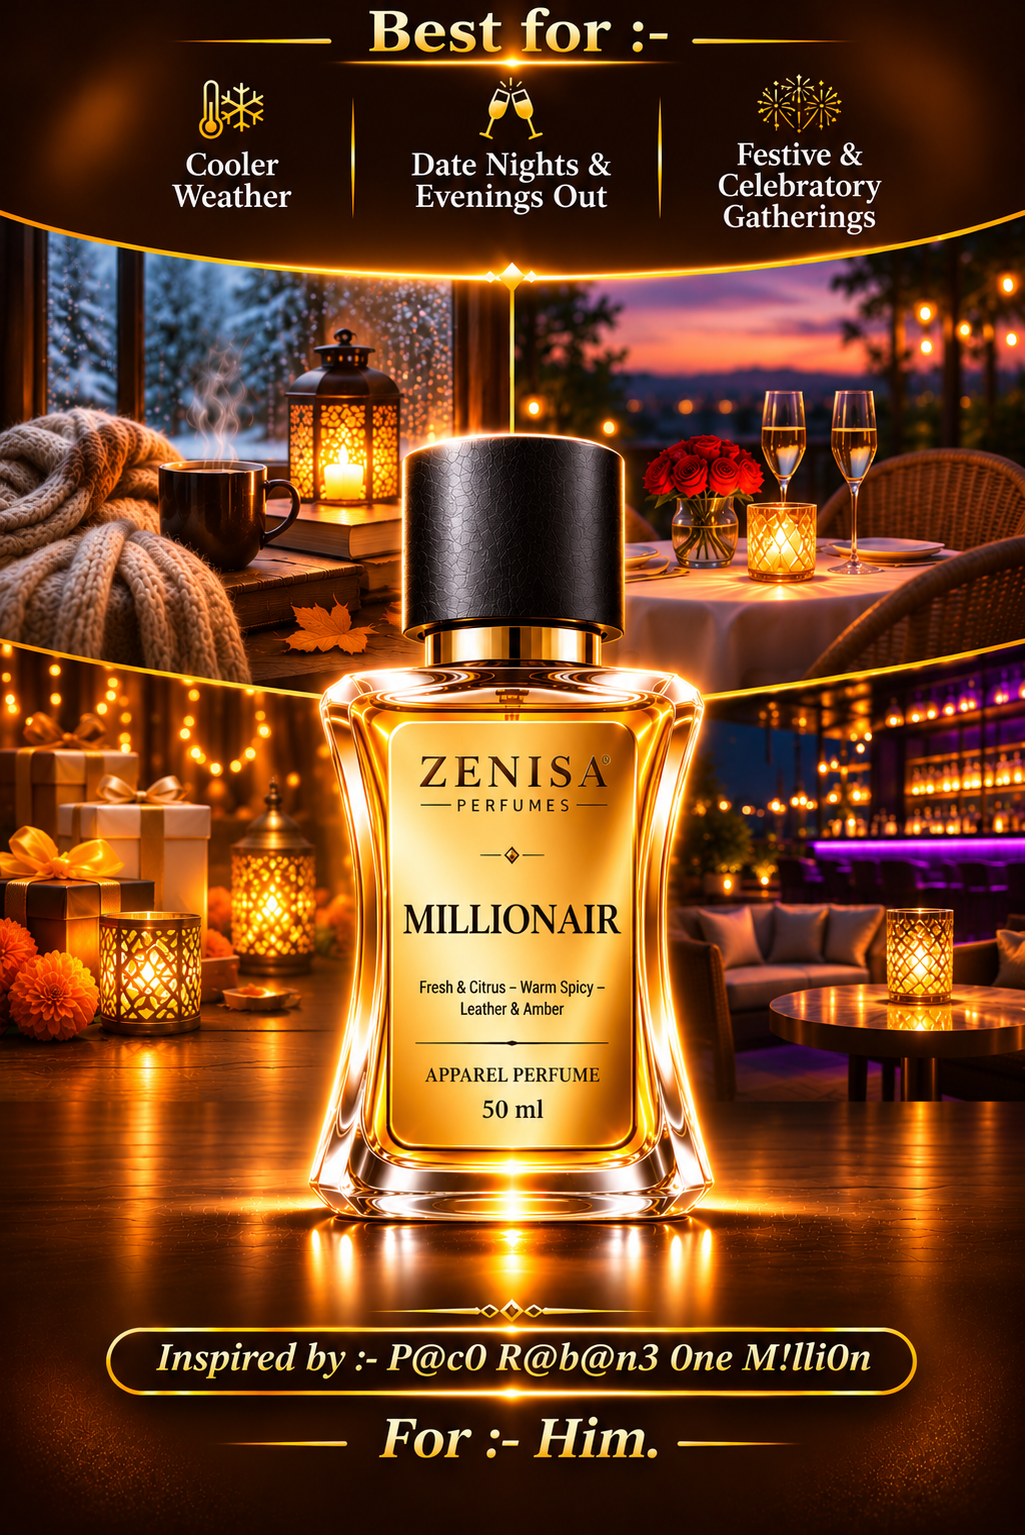 Best for :-
Cooler
Weather
Date Nights &
Evenings Out
Festive &
Celebratory
Gatherings
ZENISA
PERFUMES
MILLIONAIR
Fresh & Citrus – Warm Spicy –
Leather & Amber
APPAREL PERFUME
50 ml
Inspired by :- P@c0 R@b@n3 0ne M!lli0n
For :- Him.